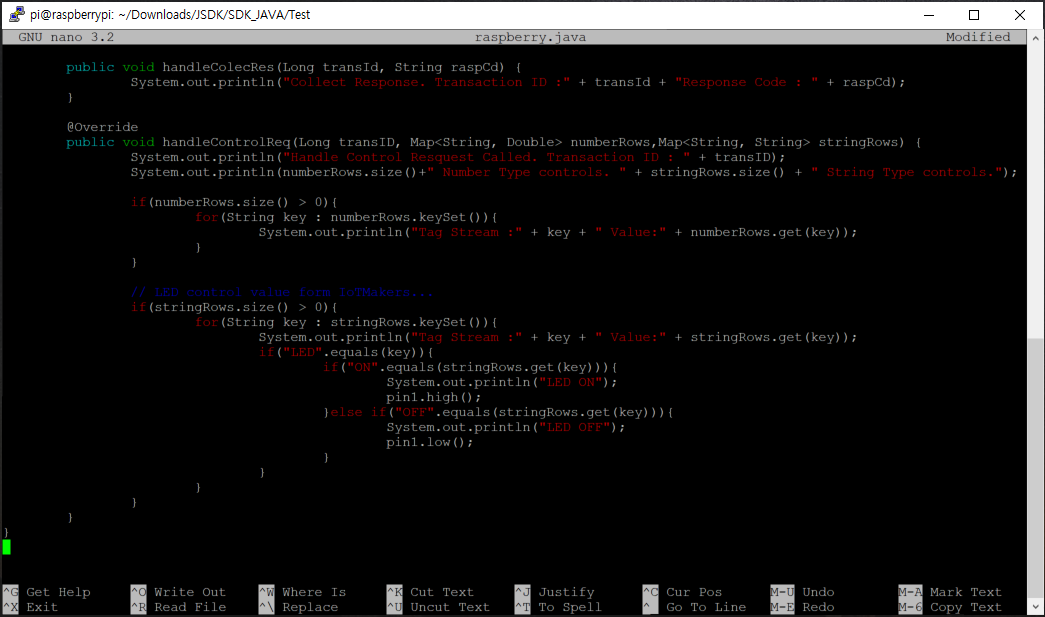 pi@raspberrypi: ~/Downloads/JSDK/SDK_JAVA/Test
GNU nano 3.2 raspberry.java Modified
public void handleColecRes(Long transId, String raspCd) {
System.out.println("Collect Response. Transaction ID :" + transId + "Response Code : " + raspCd);
}
@Override
public void handleControlReq(Long transID, Map<String, Double> numberRows,Map<String, String> stringRows) {
System.out.println("Handle Control Resquest Called. Transaction ID : " + transID);
System.out.println(numberRows.size()+" Number Type controls. " + stringRows.size() + " String Type controls.");
if(numberRows.size() > 0){
for(String key : numberRows.keySet()){
System.out.println("Tag Stream :" + key + " Value:" + numberRows.get(key));
}
}
// LED control value form IoTMakers...
if(stringRows.size() > 0){
for(String key : stringRows.keySet()){
System.out.println("Tag Stream :" + key + " Value:" + stringRows.get(key));
if("LED".equals(key)){
if("ON".equals(stringRows.get(key))){
System.out.println("LED ON");
pin1.high();
}else if("OFF".equals(stringRows.get(key))){
System.out.println("LED OFF");
pin1.low();
}
}
}
}
}
}
^G Get Help ^O Write Out ^W Where Is ^K Cut Text ^J Justify ^C Cur Pos M-U Undo M-A Mark Text
^X Exit ^R Read File ^\ Replace ^U Uncut Text ^T To Spell ^_ Go To Line M-E Redo M-6 Copy Text